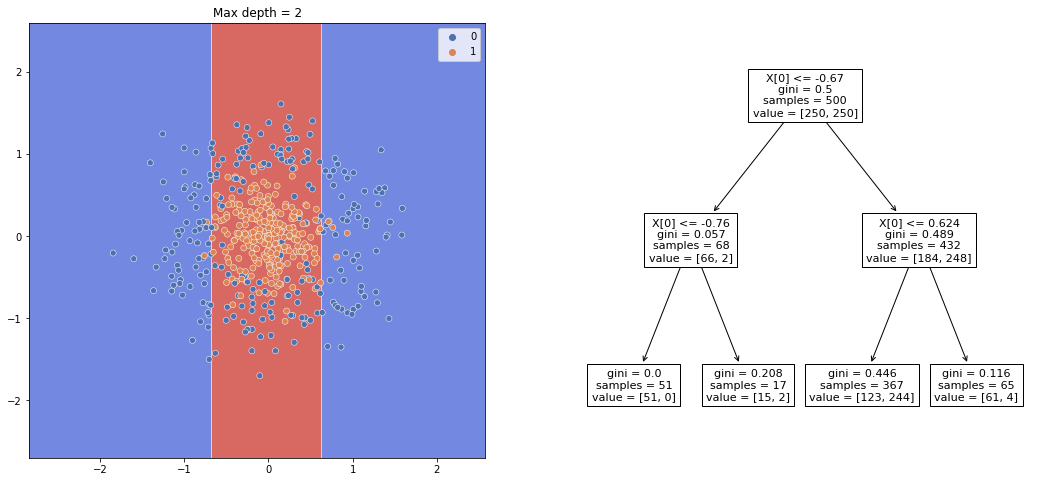 Max depth = 2
0
1
2
1
0
−1
−2
−2
−1
0
1
2
X[0] <= -0.67
gini = 0.5
samples = 500
value = [250, 250]
X[0] <= -0.76
gini = 0.057
samples = 68
value = [66, 2]
X[0] <= 0.624
gini = 0.489
samples = 432
value = [184, 248]
gini = 0.0
samples = 51
value = [51, 0]
gini = 0.208
samples = 17
value = [15, 2]
gini = 0.446
samples = 367
value = [123, 244]
gini = 0.116
samples = 65
value = [61, 4]